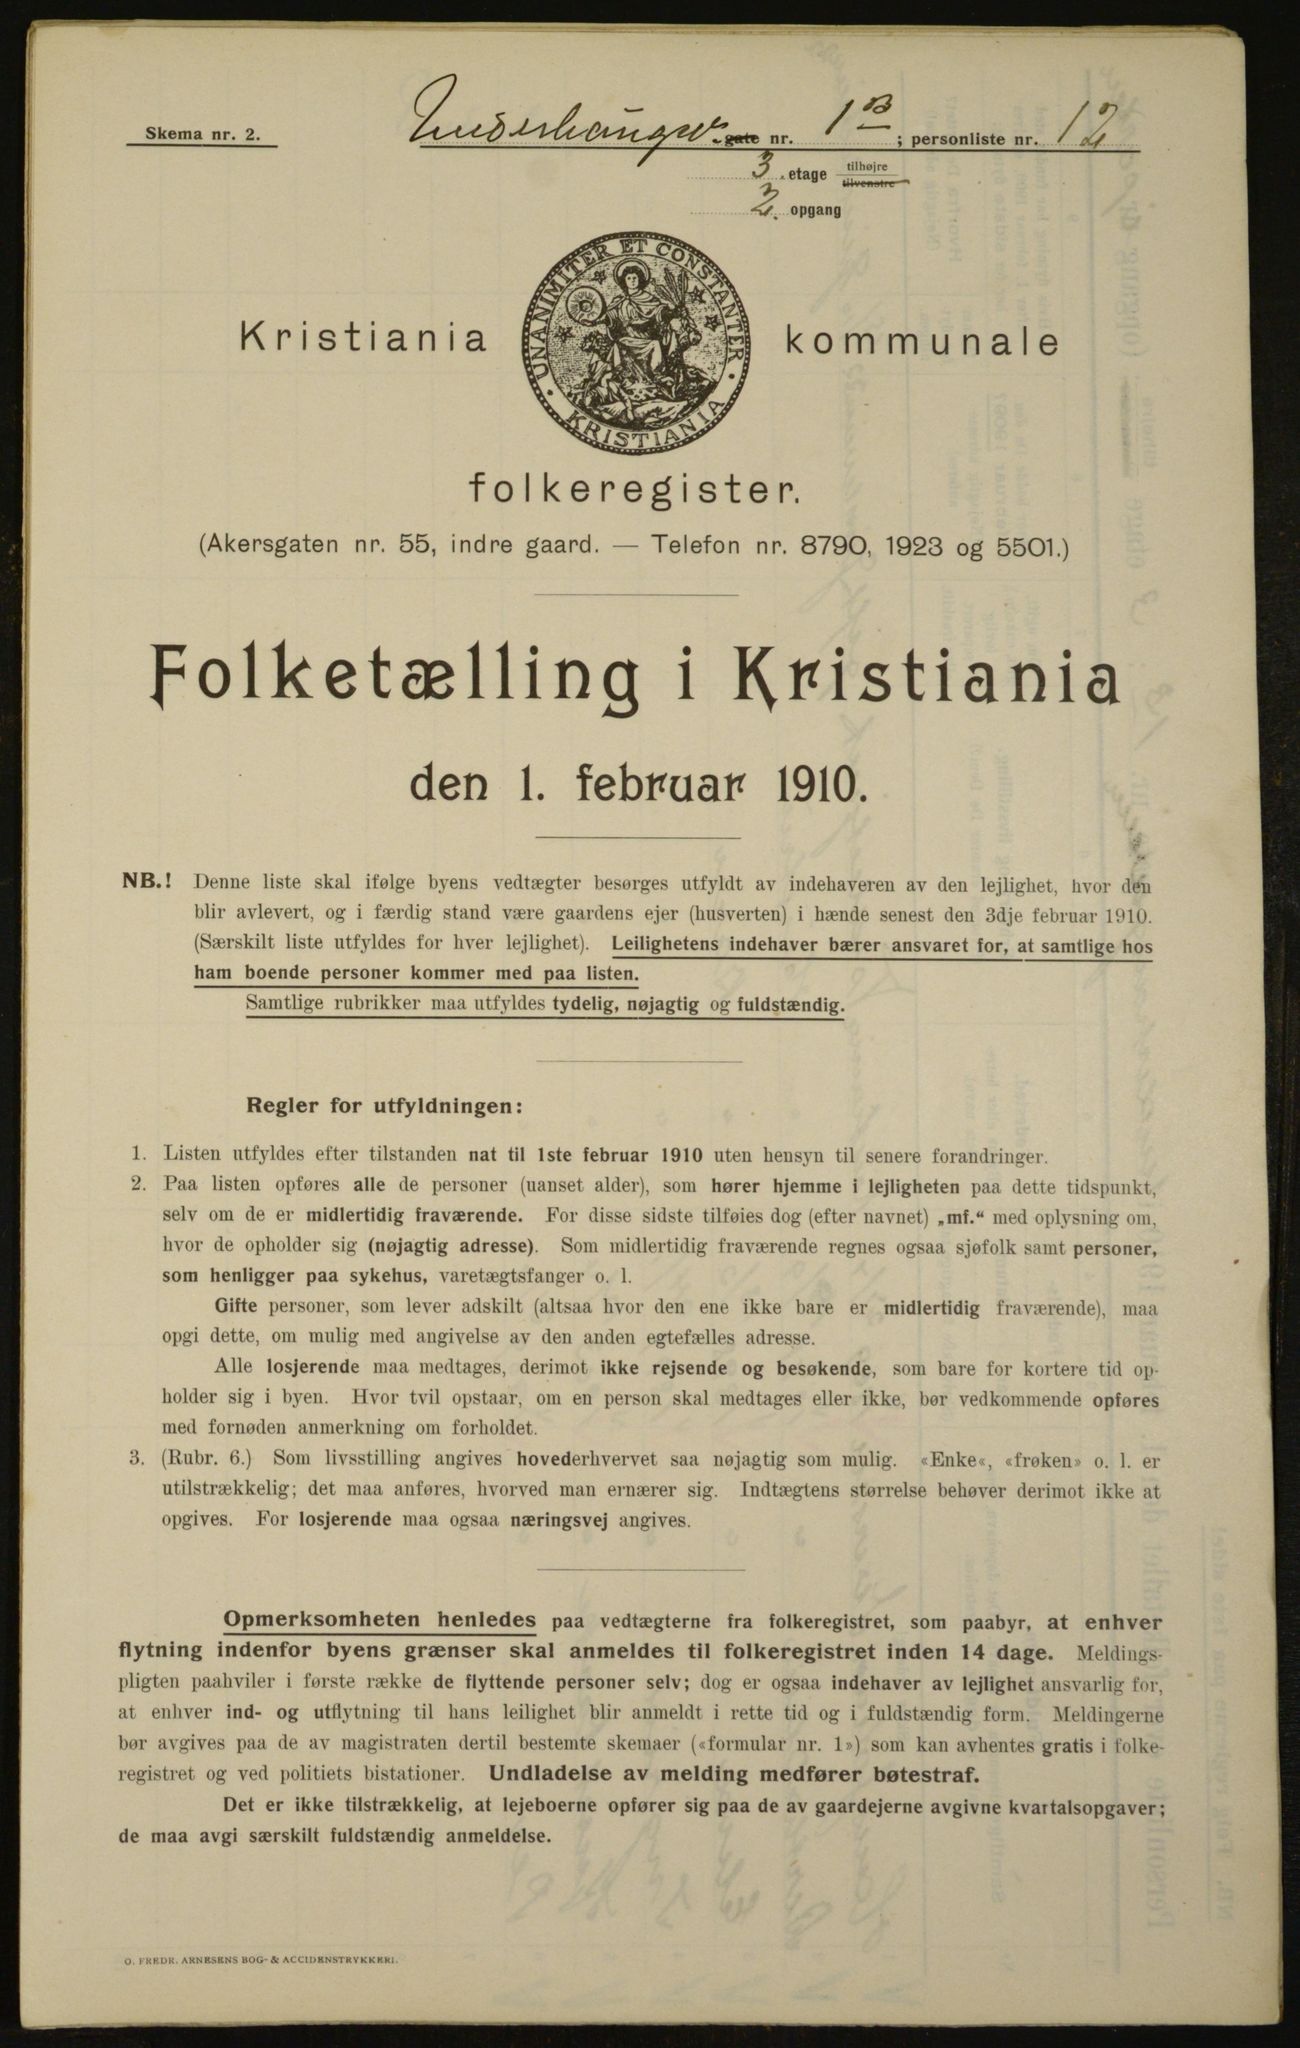 Skema nr. 2.
gate nr. 1B ; personliste nr. 12
3. etage tilhøjre
tilvenstre
2. opgang
UNANIMITER ET CONSTANTER
KRISTIANIA
Kristiania kommunale
folkeregister.
(Akersgaten nr. 55, indre gaard. — Telefon nr. 8790, 1923 og 5501.)
Folketælling i Kristiania
den 1. februar 1910.
NB.! Denne liste skal ifølge byens vedtægter besørges utfyldt av indehaveren av den lejlighet, hvor den
blir avlevert, og i færdig stand være gaardens ejer (husverten) i hænde senest den 3dje februar 1910.
(Særskilt liste utfyldes for hver lejlighet). Leilighetens indehaver bærer ansvaret for, at samtlige hos
ham boende personer kommer med paa listen.
Samtlige rubrikker maa utfyldes tydelig, nøjagtig og fuldstændig.
Regler for utfyldningen:
1. Listen utfyldes efter tilstanden nat til 1ste februar 1910 uten hensyn til senere forandringer.
2. Paa listen opføres alle de personer (uanset alder), som hører hjemme i lejligheten paa dette tidspunkt,
selv om de er midlertidig fraværende. For disse sidste tilføies dog (efter navnet) „mf.“ med oplysning om,
hvor de opholder sig (nøjagtig adresse). Som midlertidig fraværende regnes ogsaa sjøfolk samt personer,
som henligger paa sykehus, varetægtsfanger o. l.
Gifte personer, som lever adskilt (altsaa hvor den ene ikke bare er midlertidig fraværende), maa
opgi dette, om mulig med angivelse av den anden egtefælles adresse.
Alle losjerende maa medtages, derimot ikke rejsende og besøkende, som bare for kortere tid op-
holder sig i byen. Hvor tvil opstaar, om en person skal medtages eller ikke, bør vedkommende opføres
med fornøden anmerkning om forholdet.
3. (Rubr. 6.) Som livsstilling angives hovederhvervet saa nøjagtig som mulig. «Enke«, «frøken» o. l. er
utilstrækkelig; det maa anføres, hvorved man ernærer sig. Indtægtens størrelse behøver derimot ikke at
opgives. For losjerende maa ogsaa næringsvej angives.
Opmerksomheten henledes paa vedtægterne fra folkeregistret, som paabyr, at enhver
flytning indenfor byens grænser skal anmeldes til folkeregistret inden 14 dage. Meldings-
pligten paahviler i første række de flyttende personer selv; dog er ogsaa indehaver av lejlighet ansvarlig for,
at enhver ind- og utflytning til hans leilighet blir anmeldt i rette tid og i fuldstændig form. Meldingerne
bør avgives paa de av magistraten dertil bestemte skemaer («formular nr. 1») som kan avhentes gratis i folke-
registret og ved politiets bistationer. Undladelse av melding medfører bøtestraf.
Det er ikke tilstrækkelig, at lejeboerne opfører sig paa de av gaardejerne avgivne kvartalsopgaver;
de maa avgi særskilt fuldstændig anmeldelse.
O. FREDR. ARNESENS BOG- & ACCIDENSTRYKKERI.